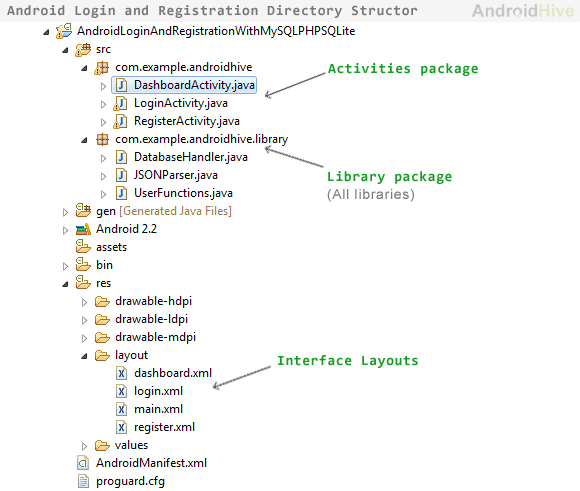 Android Login and Registration Directory Structor
AndroidHive
AndroidLoginAndRegistrationWithMySQLPHPSQLite
src
com.example.androidhive
Activities package
DashboardActivity.java
LoginActivity.java
RegisterActivity.java
com.example.androidhive.library
DatabaseHandler.java
JSONParser.java
Library package
(All libraries)
UserFunctions.java
gen [Generated Java Files]
Android 2.2
assets
bin
res
drawable-hdpi
drawable-ldpi
drawable-mdpi
layout
Interface Layouts
dashboard.xml
login.xml
main.xml
register.xml
values
AndroidManifest.xml
proguard.cfg